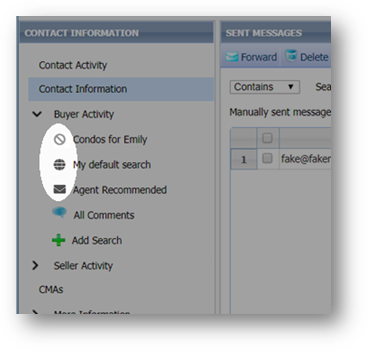 CONTACT INFORMATION
Contact Activity
Contact Information
Buyer Activity
Condos for Emily
My default search
Agent Recommended
All Comments
Add Search
Seller Activity
CMAs
More Information
SENT MESSAGES
Forward Delete
Contains Sea
Manually sent message
1 fake@faker